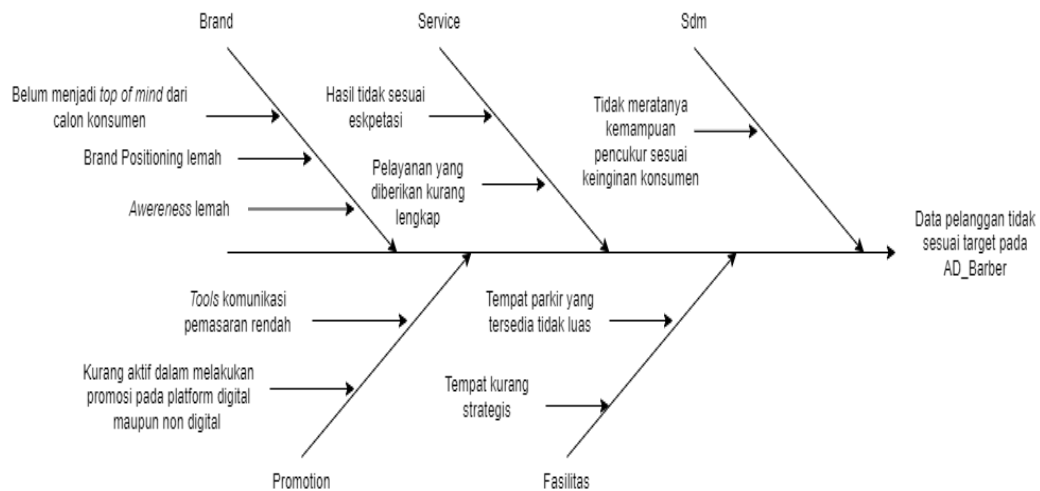 Brand
Service
Sdm
Belum menjadi top of mind dari
calon konsumen
Brand Positioning lemah
Awereness lemah
Hasil tidak sesuai
eskpetasi
Pelayanan yang
diberikan kurang
lengkap
Tidak meratanya
kemampuan
pencukur sesuai
keinginan konsumen
Data pelanggan tidak
sesuai target pada
AD_Barber
Tools komunikasi
pemasaran rendah
Kurang aktif dalam melakukan
promosi pada platform digital
maupun non digital
Tempat parkir yang
tersedia tidak luas
Tempat kurang
strategis
Promotion
Fasilitas